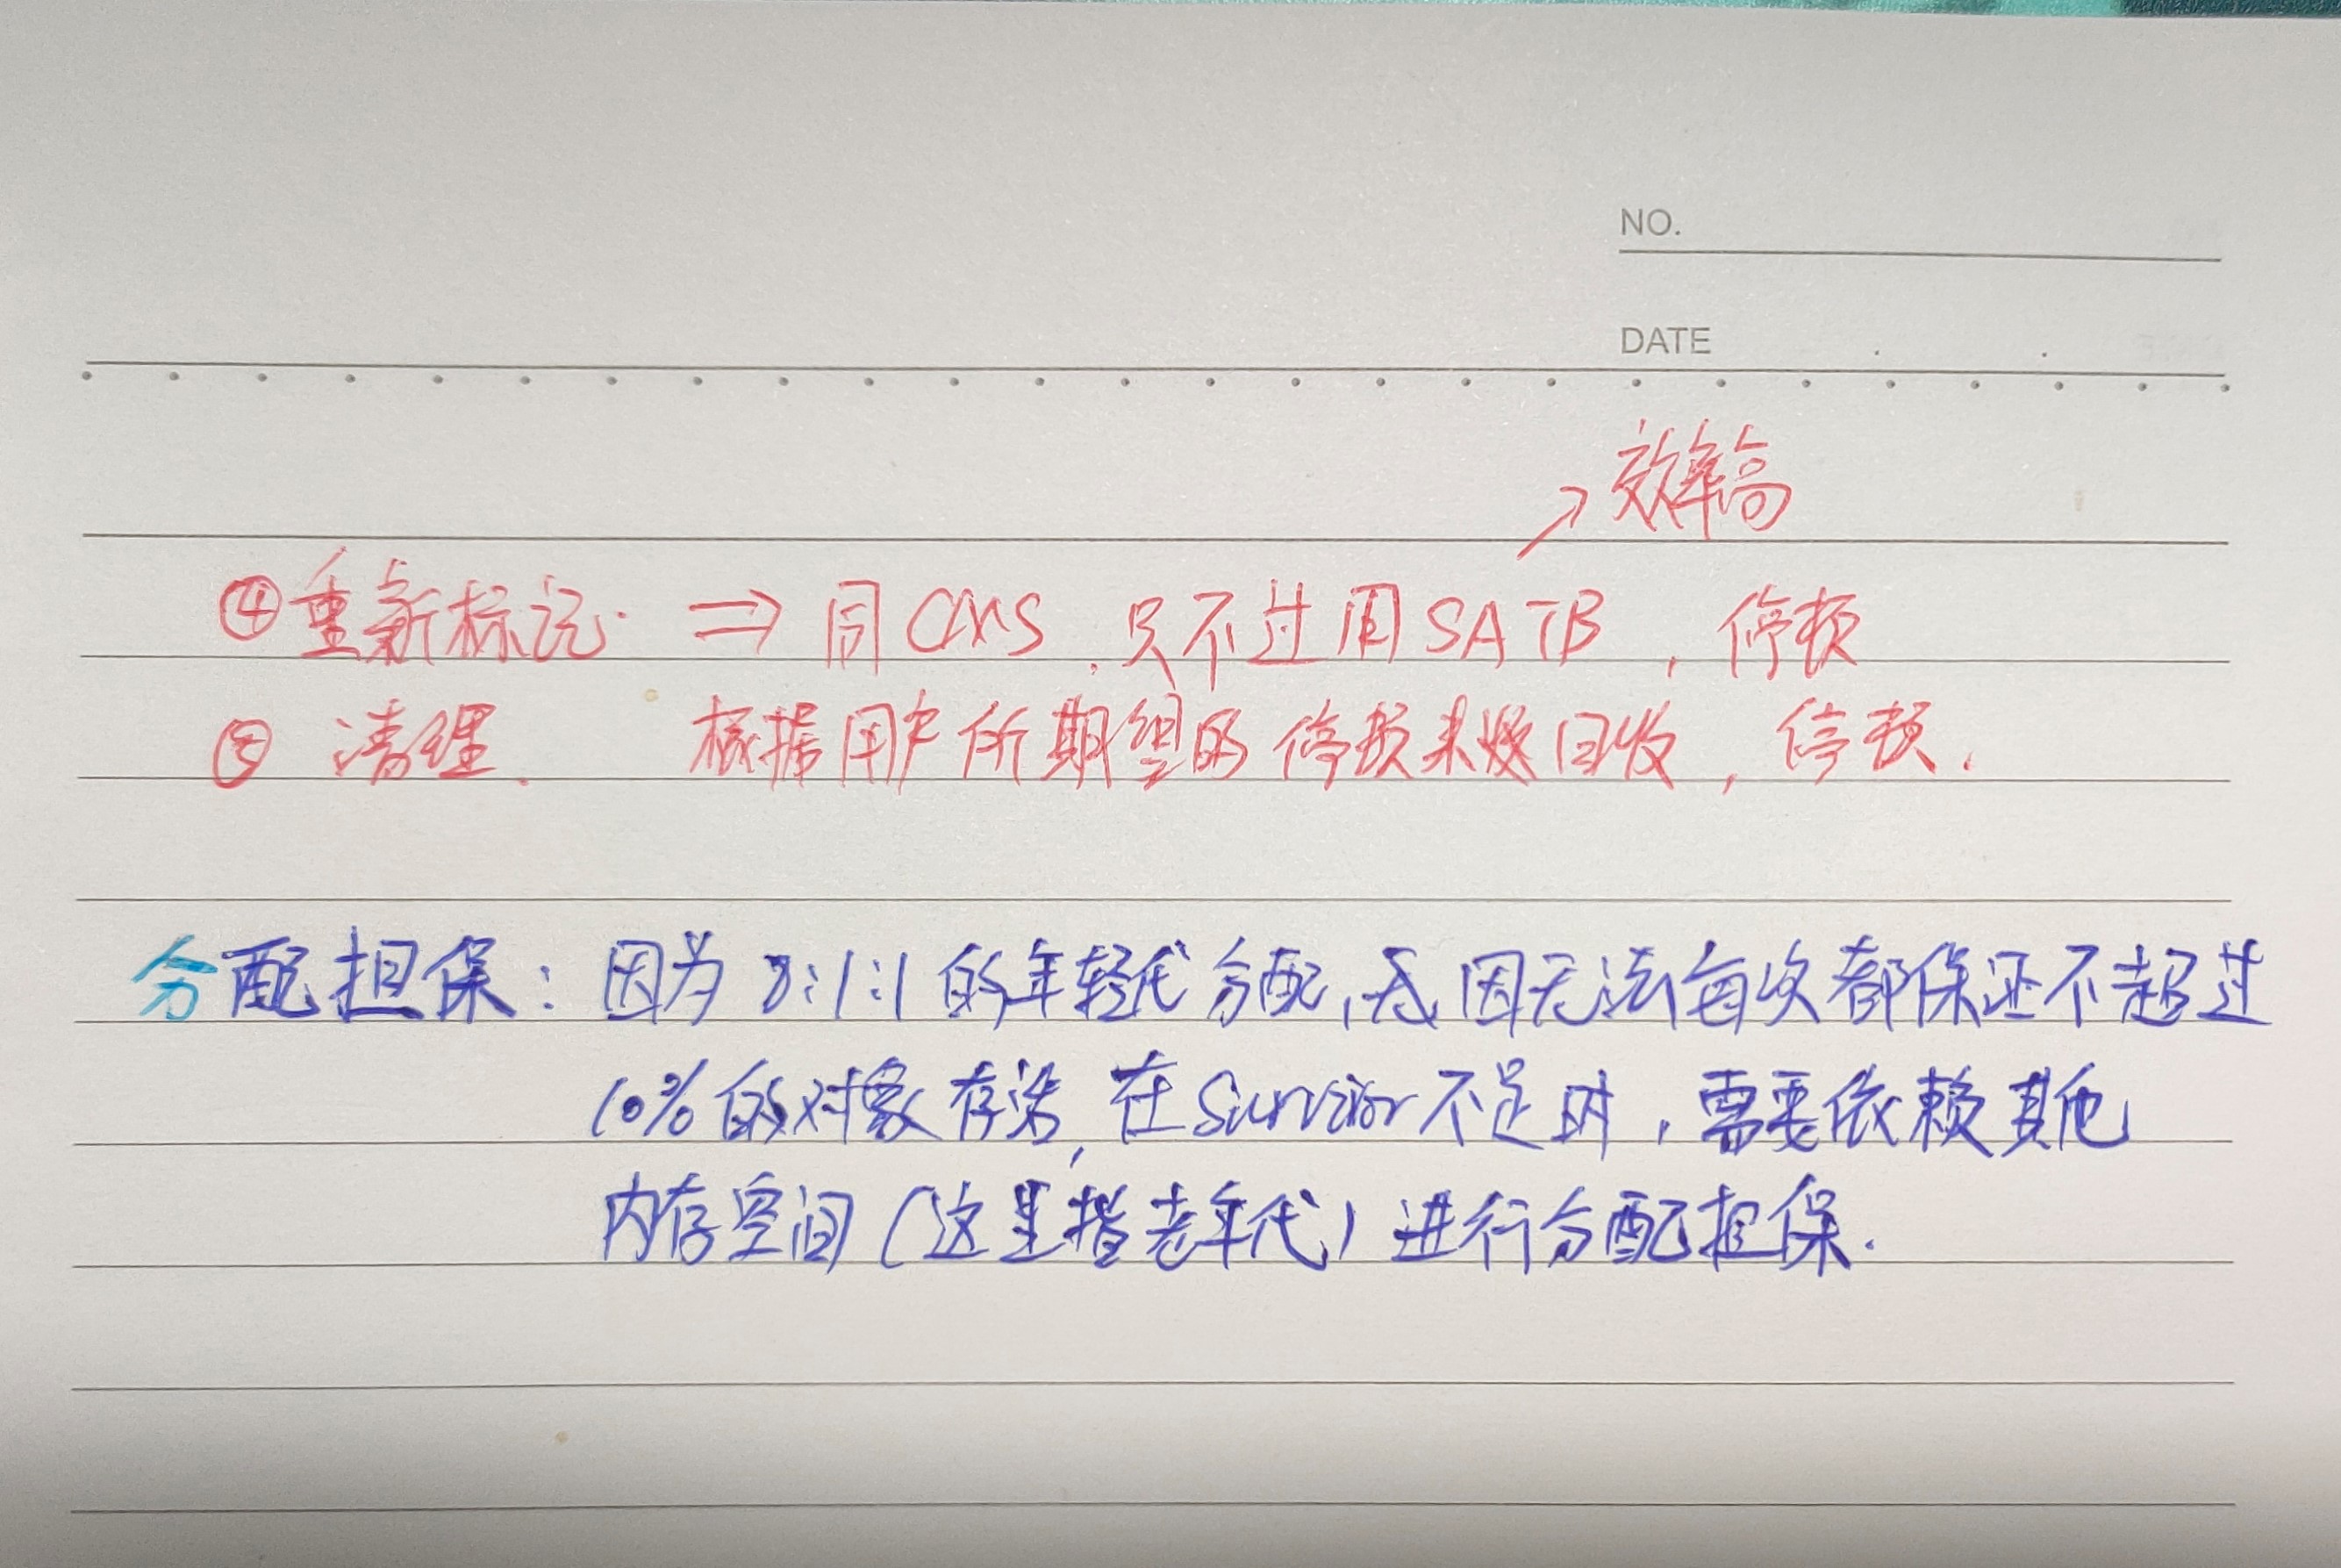 NO.
DATE
效率高
④重新标记. ⇒ 同CMS.只不过用SATB,停顿
⑤ 清理. 根据用户所期望的停顿来做回收,停顿.
分配担保:因为8:1:1的年轻代分配,因无法每次都保证不超过
10%的对象存活,在Survior不足时,需要依赖其他
内存空间(这里指老年代)进行分配担保.